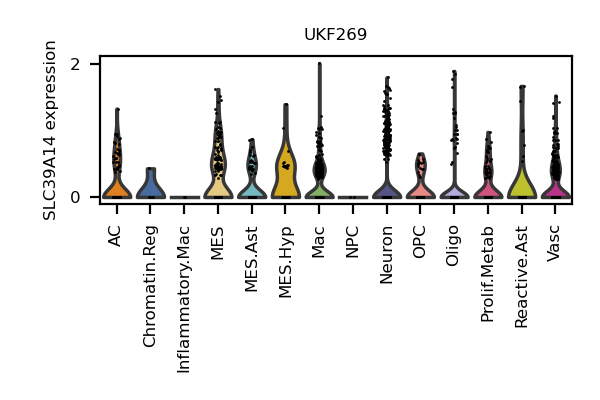 UKF269
SLC39A14 expression
2
0
AC
Chromatin.Reg
Inflammatory.Mac
MES
MES.Ast
MES.Hyp
Mac
NPC
Neuron
OPC
Oligo
Prolif.Metab
Reactive.Ast
Vasc